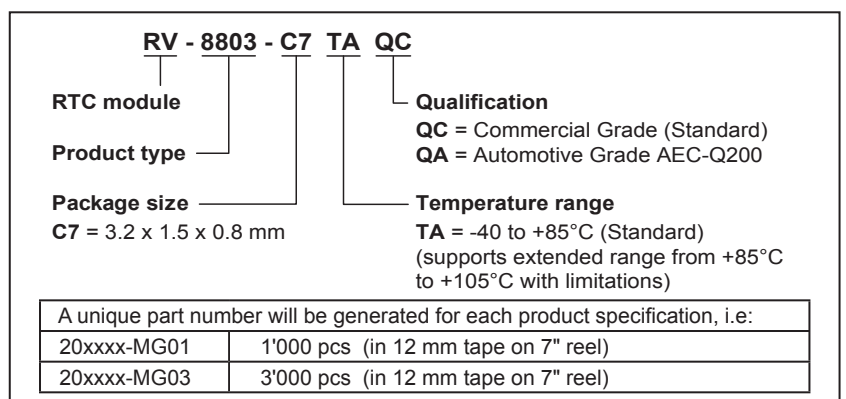 RV - 8803 - C7 TA QC
RTC module
Product type
Package size
C7 = 3.2 x 1.5 x 0.8 mm
Qualification
QC = Commercial Grade (Standard)
QA = Automotive Grade AEC-Q200
Temperature range
TA = -40 to +85°C (Standard)
(supports extended range from +85°C
to +105°C with limitations)
A unique part number will be generated for each product specification, i.e:
20xxxx-MG01 1'000 pcs (in 12 mm tape on 7" reel)
20xxxx-MG03 3'000 pcs (in 12 mm tape on 7" reel)